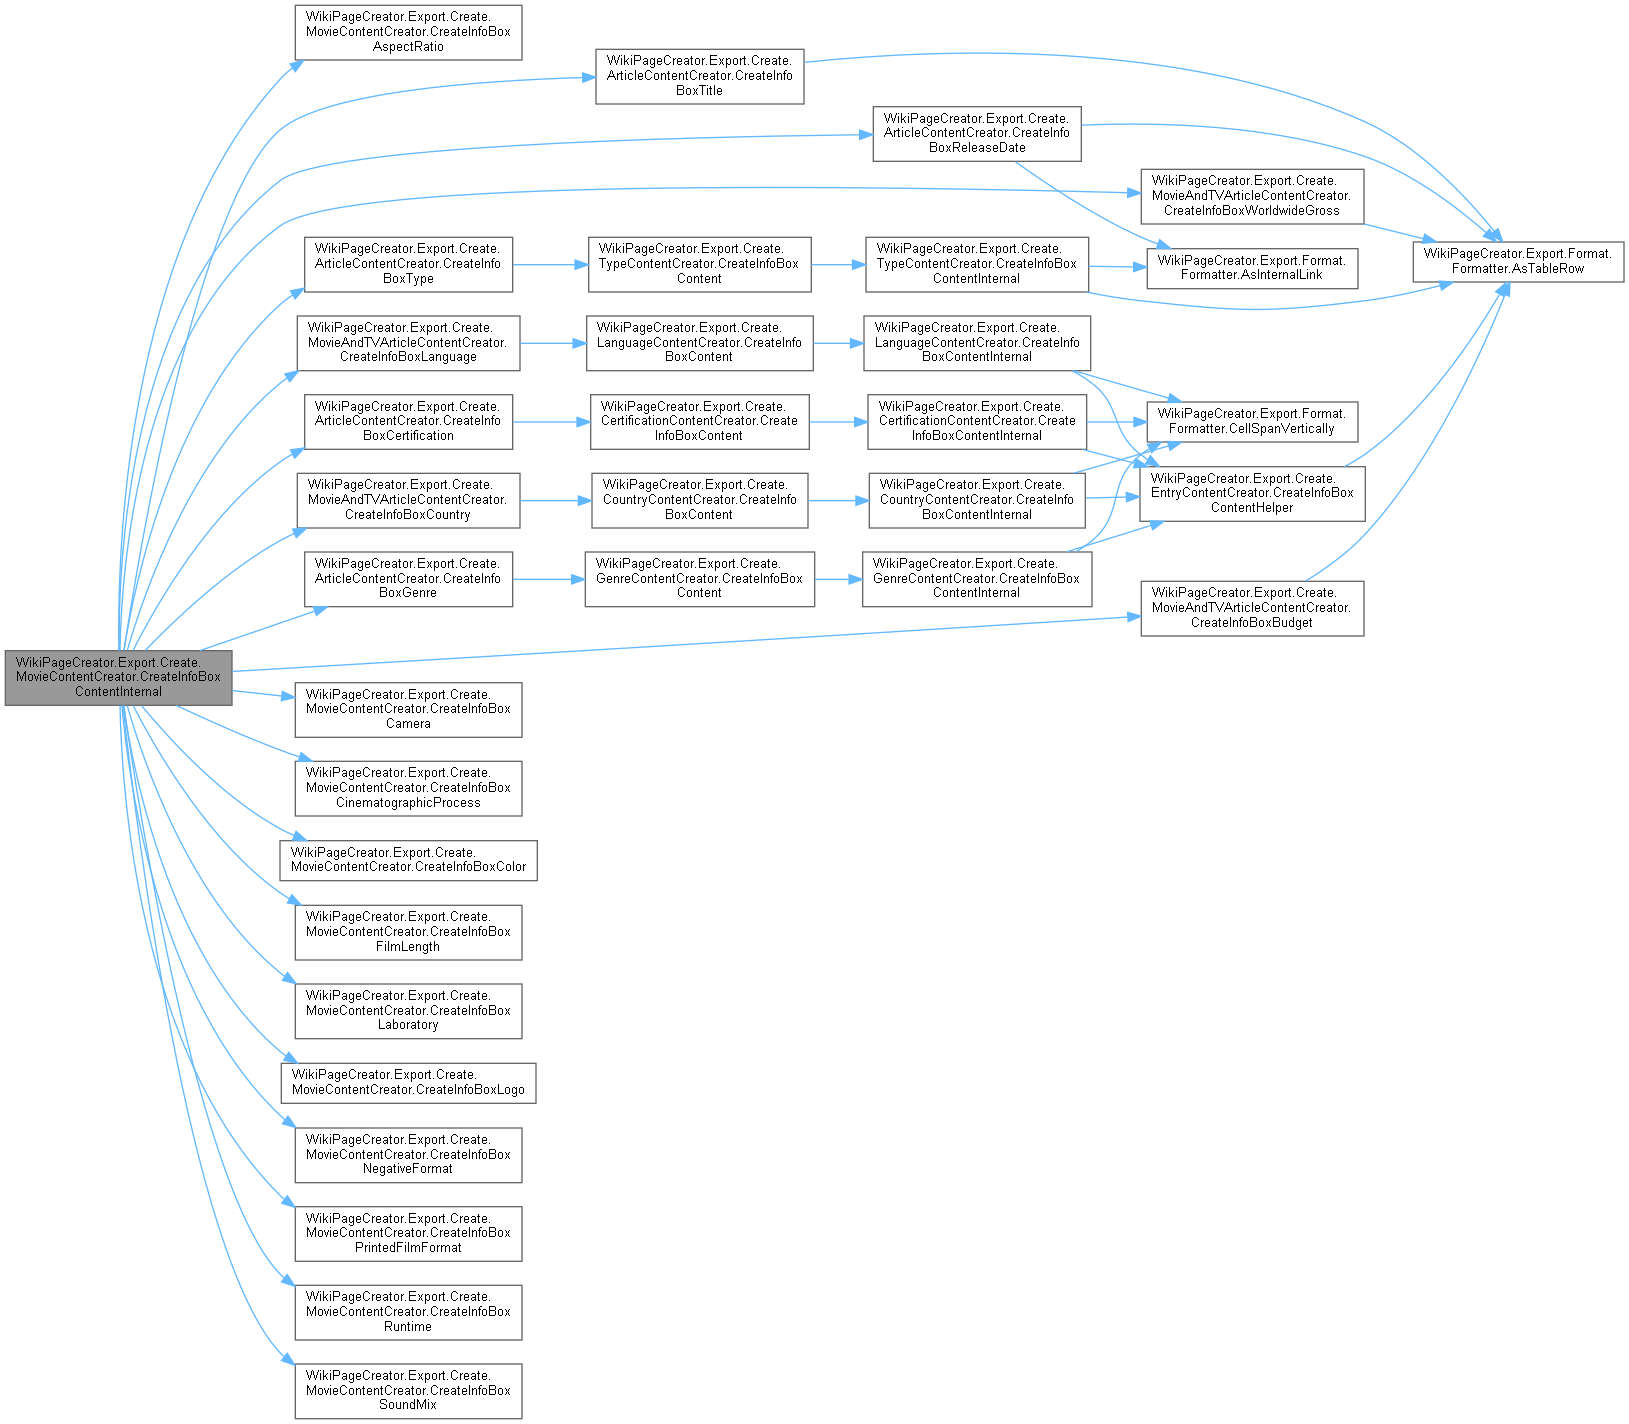 WikiPageCreator.Export.Create.
MovieContentCreator.CreateInfoBox
AspectRatio
WikiPageCreator.Export.Create.
ArticleContentCreator.CreateInfo
BoxTitle
WikiPageCreator.Export.Create.
ArticleContentCreator.CreateInfo
BoxReleaseDate
WikiPageCreator.Export.Create.
MovieAndTVArticleContentCreator.
CreateInfoBoxWorldwideGross
WikiPageCreator.Export.Create.
ArticleContentCreator.CreateInfo
BoxType
WikiPageCreator.Export.Create.
TypeContentCreator.CreateInfoBox
Content
WikiPageCreator.Export.Create.
TypeContentCreator.CreateInfoBox
ContentInternal
WikiPageCreator.Export.Format.
Formatter.AsInternalLink
WikiPageCreator.Export.Format.
Formatter.AsTableRow
WikiPageCreator.Export.Create.
MovieAndTVArticleContentCreator.
CreateInfoBoxLanguage
WikiPageCreator.Export.Create.
LanguageContentCreator.CreateInfo
BoxContent
WikiPageCreator.Export.Create.
LanguageContentCreator.CreateInfo
BoxContentInternal
WikiPageCreator.Export.Create.
ArticleContentCreator.CreateInfo
BoxCertification
WikiPageCreator.Export.Create.
CertificationContentCreator.Create
InfoBoxContent
WikiPageCreator.Export.Create.
CertificationContentCreator.Create
InfoBoxContentInternal
WikiPageCreator.Export.Format.
Formatter.CellSpanVertically
WikiPageCreator.Export.Create.
MovieAndTVArticleContentCreator.
CreateInfoBoxCountry
WikiPageCreator.Export.Create.
CountryContentCreator.CreateInfo
BoxContent
WikiPageCreator.Export.Create.
CountryContentCreator.CreateInfo
BoxContentInternal
WikiPageCreator.Export.Create.
EntryContentCreator.CreateInfoBox
ContentHelper
WikiPageCreator.Export.Create.
ArticleContentCreator.CreateInfo
BoxGenre
WikiPageCreator.Export.Create.
GenreContentCreator.CreateInfoBox
Content
WikiPageCreator.Export.Create.
GenreContentCreator.CreateInfoBox
ContentInternal
WikiPageCreator.Export.Create.
MovieAndTVArticleContentCreator.
CreateInfoBoxBudget
WikiPageCreator.Export.Create.
MovieContentCreator.CreateInfoBox
ContentInternal
WikiPageCreator.Export.Create.
MovieContentCreator.CreateInfoBox
Camera
WikiPageCreator.Export.Create.
MovieContentCreator.CreateInfoBox
CinematographicProcess
WikiPageCreator.Export.Create.
MovieContentCreator.CreateInfoBoxColor
WikiPageCreator.Export.Create.
MovieContentCreator.CreateInfoBox
FilmLength
WikiPageCreator.Export.Create.
MovieContentCreator.CreateInfoBox
Laboratory
WikiPageCreator.Export.Create.
MovieContentCreator.CreateInfoBoxLogo
WikiPageCreator.Export.Create.
MovieContentCreator.CreateInfoBox
NegativeFormat
WikiPageCreator.Export.Create.
MovieContentCreator.CreateInfoBox
PrintedFilmFormat
WikiPageCreator.Export.Create.
MovieContentCreator.CreateInfoBox
Runtime
WikiPageCreator.Export.Create.
MovieContentCreator.CreateInfoBox
SoundMix